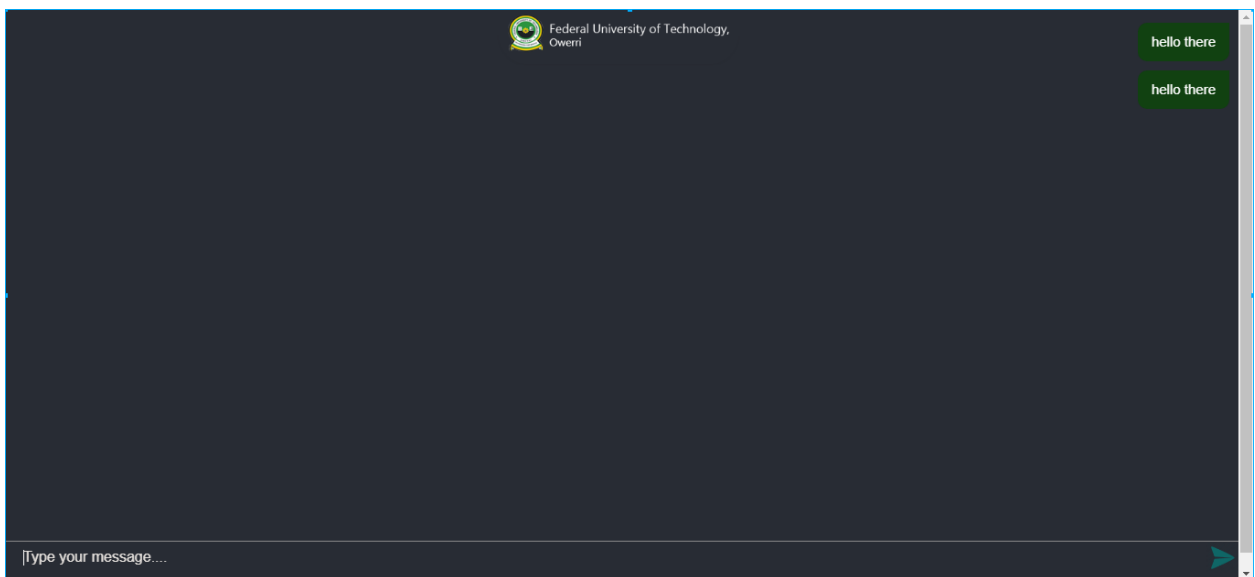 Federal University of Technology,
Owerri
hello there
hello there
Type your message....